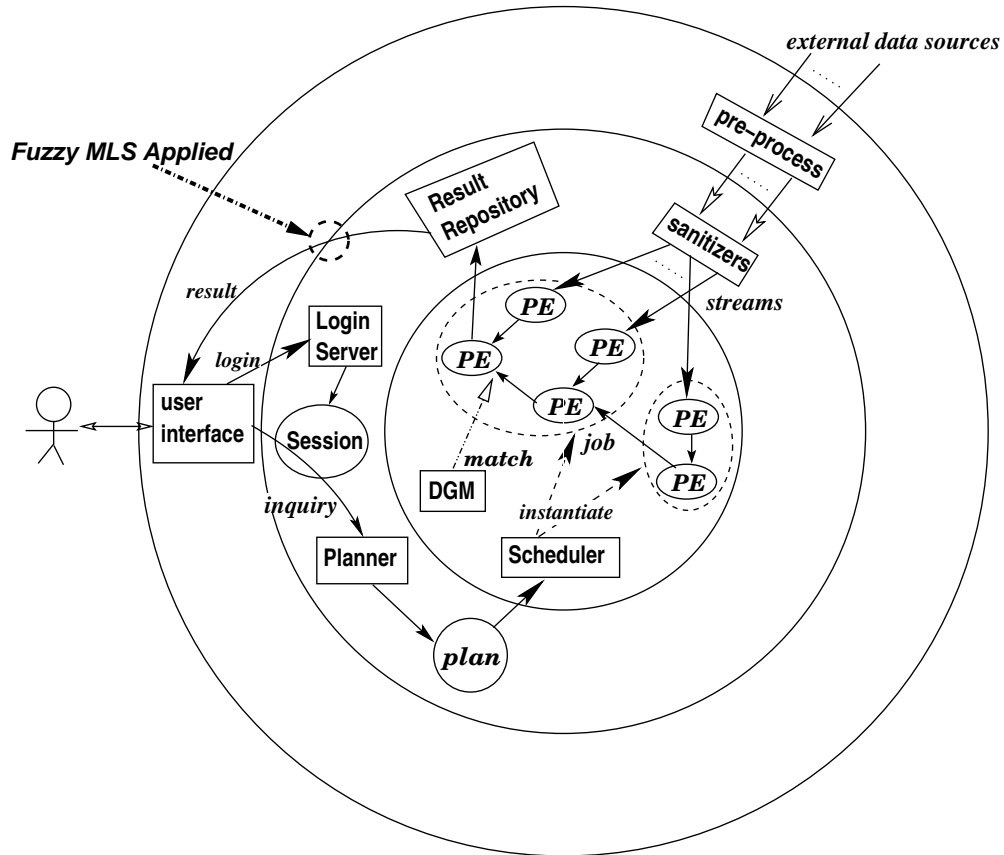 external data sources
pre-process
Fuzzy MLS Applied
Result
Repository
sanitizers
result
streams
Login
Server
PE
PE
PE
login
user
interface
PE
PE
Session
job
match
PE
DGM
inquiry
instantiate
Planner
Scheduler
plan